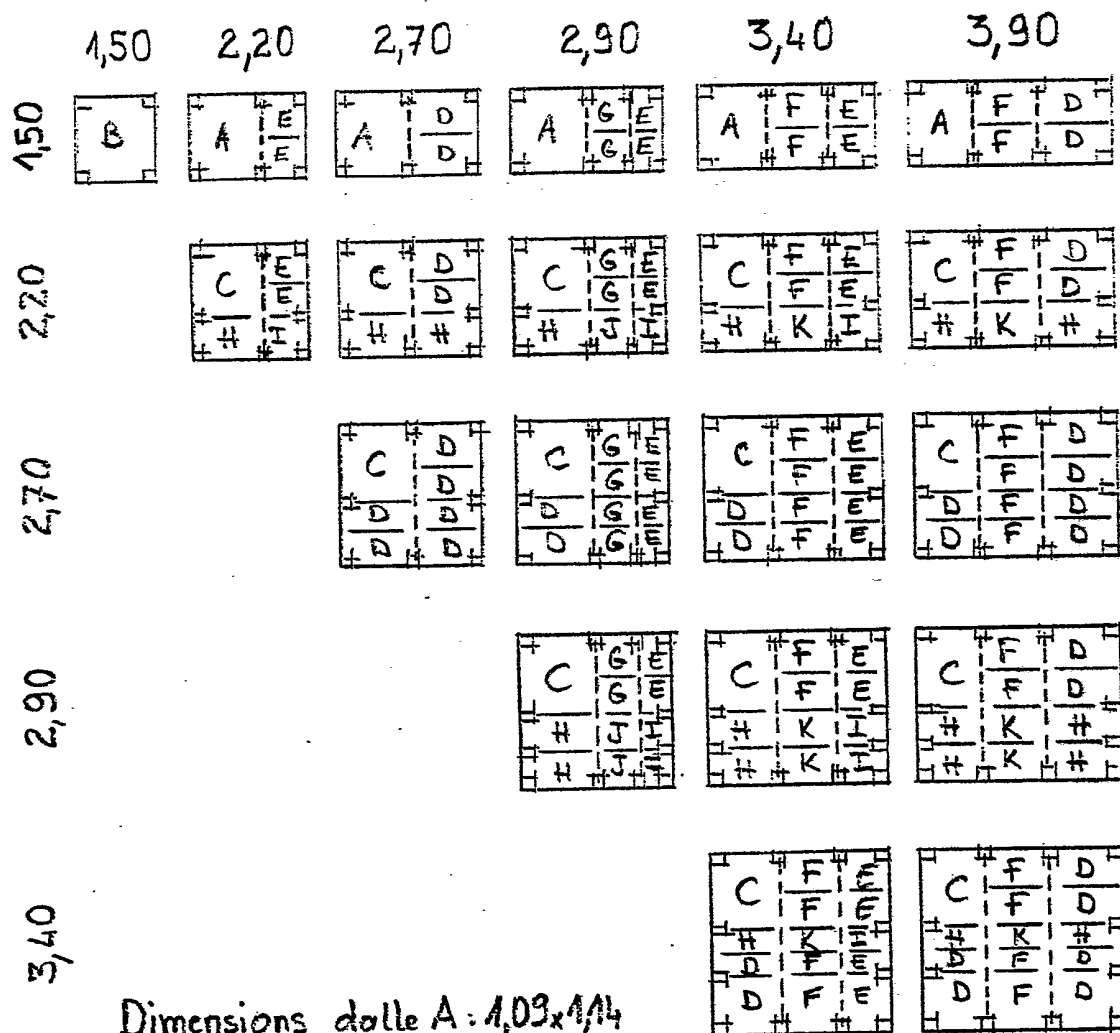 1,50 2,20 2,70 2,90 3,40 3,90
1,50
B A E E A D D A G G E E A F F E E A F F D D
2,20
C H E E I C H D D H C H G G J E E I C H F F K E E I C H F F K D D H
2,70
C D D D D D D C D D G G G G E E E E C D D F F F F E E E E C D D F F F F D D D D
2,90
C H H G G J J E E I I C H H F F K K E E I I C H H F F K K D D H H
3,40
C H D D F F K F F E E I E E C H D D F F K F F D D H D D
Dimensions dalle A : 1,09x1,14